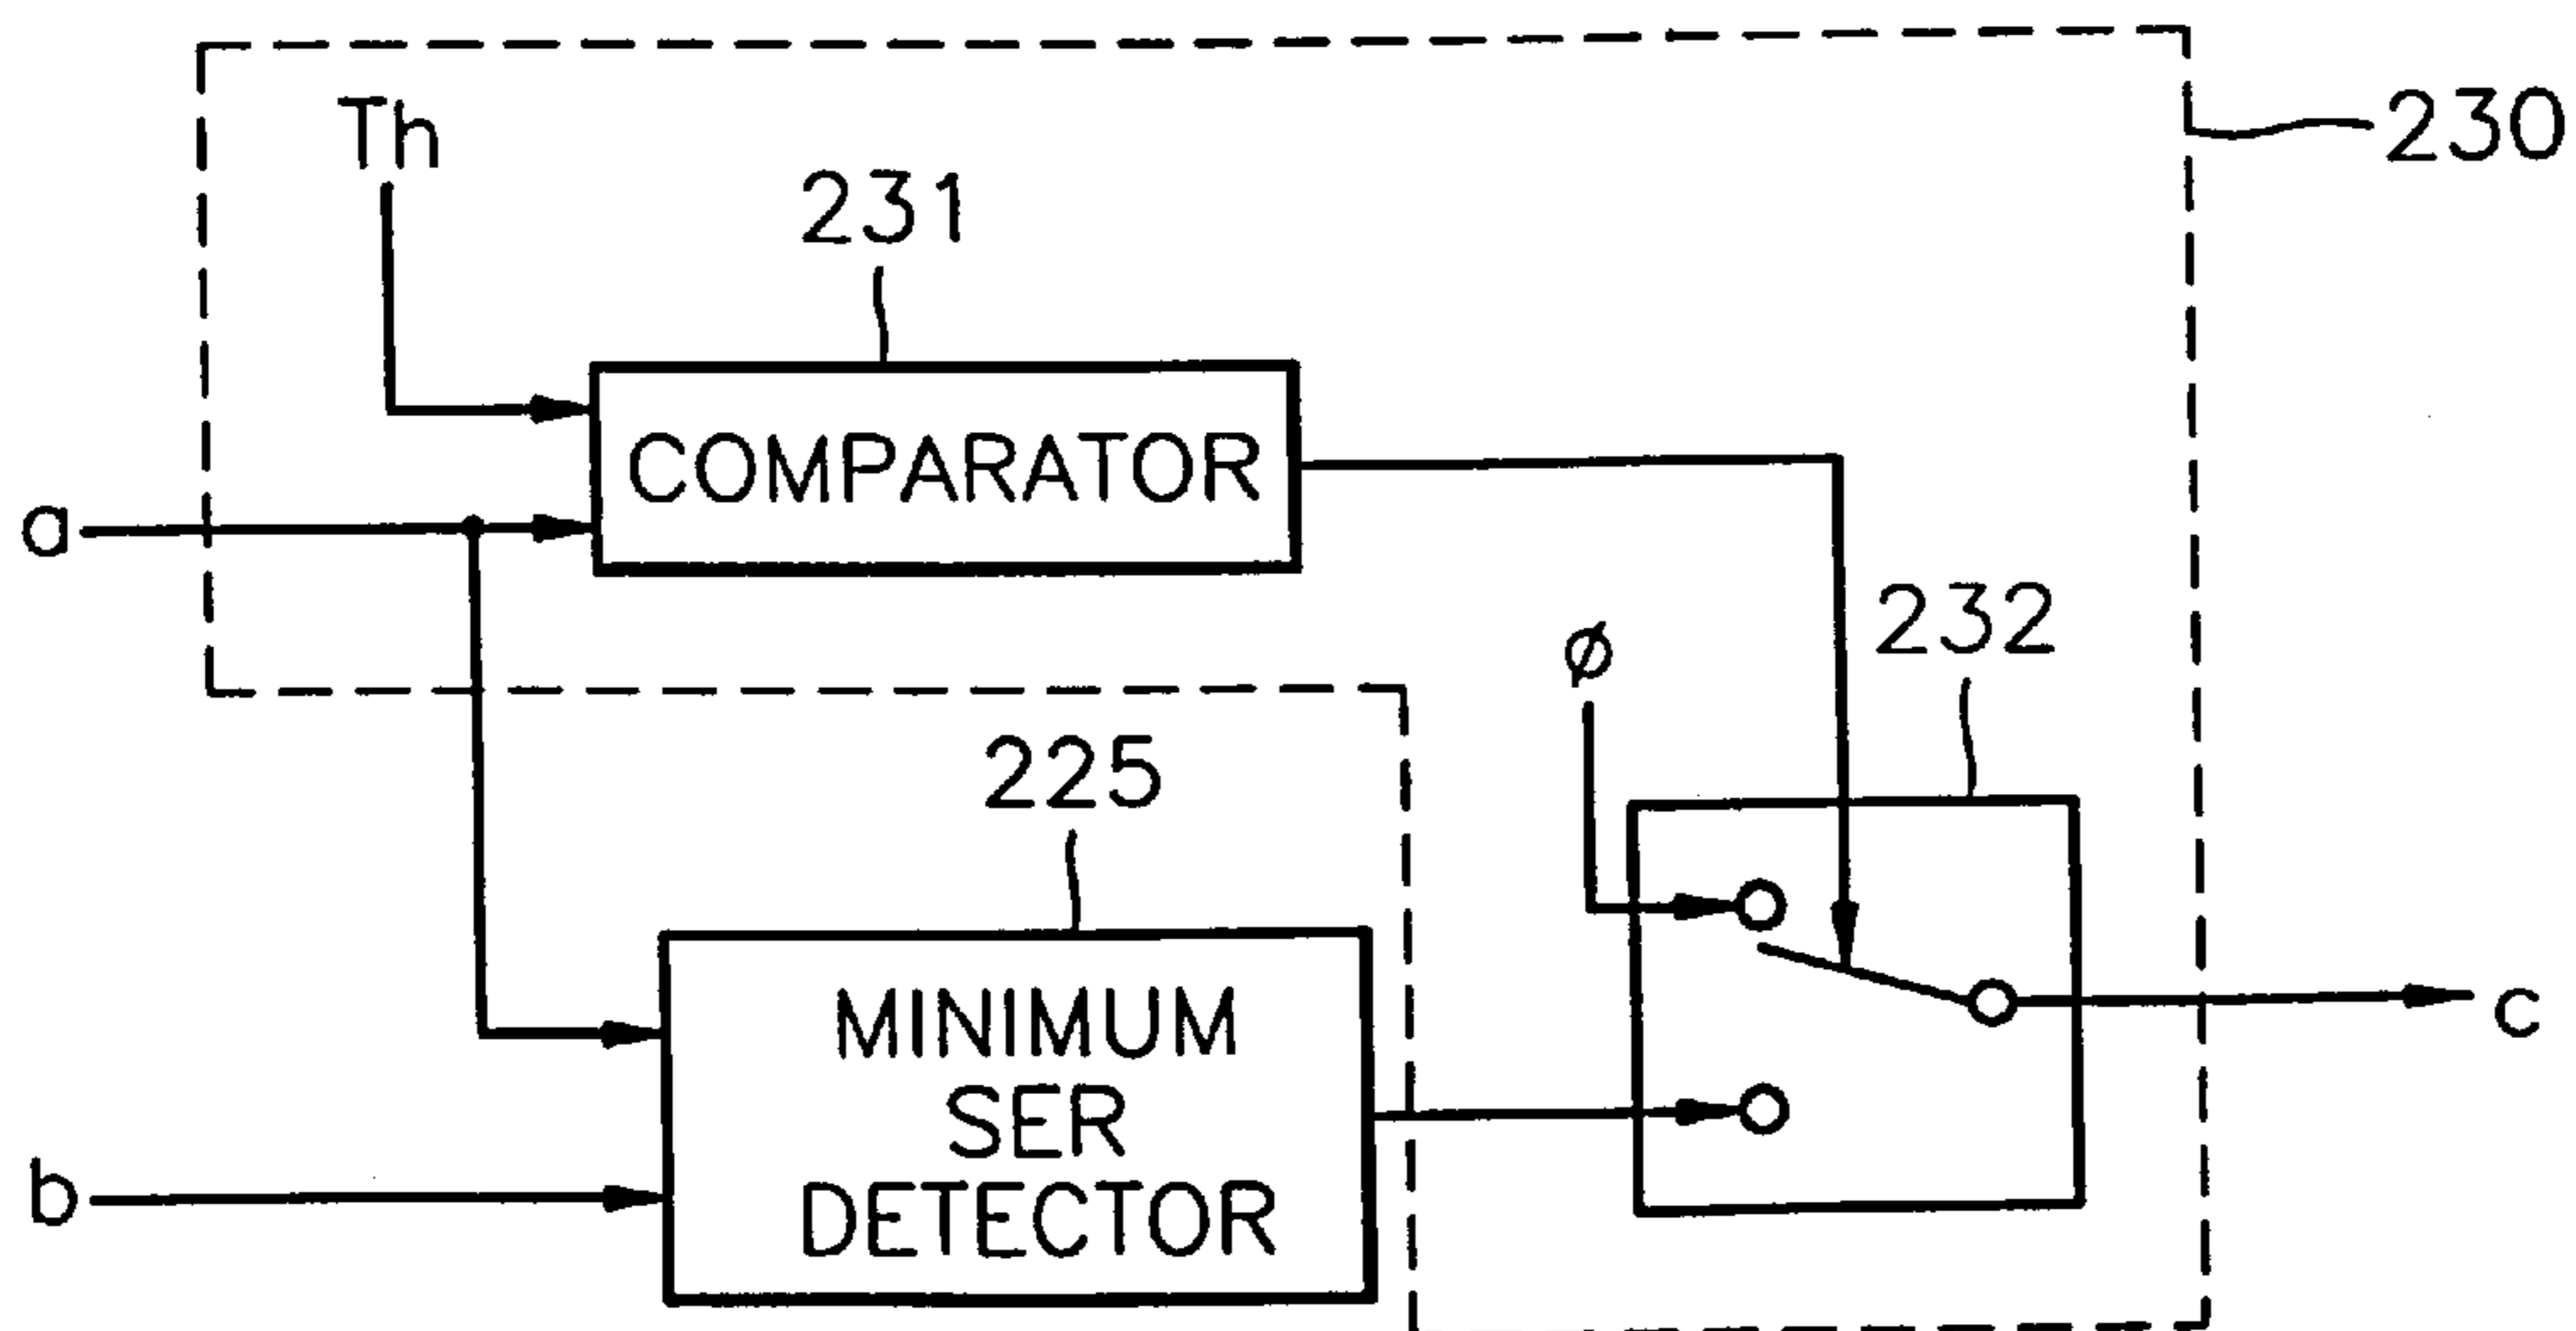 Th
230
231
COMPARATOR
a
232
ø
225
MINIMUM
SER
DETECTOR
c
b